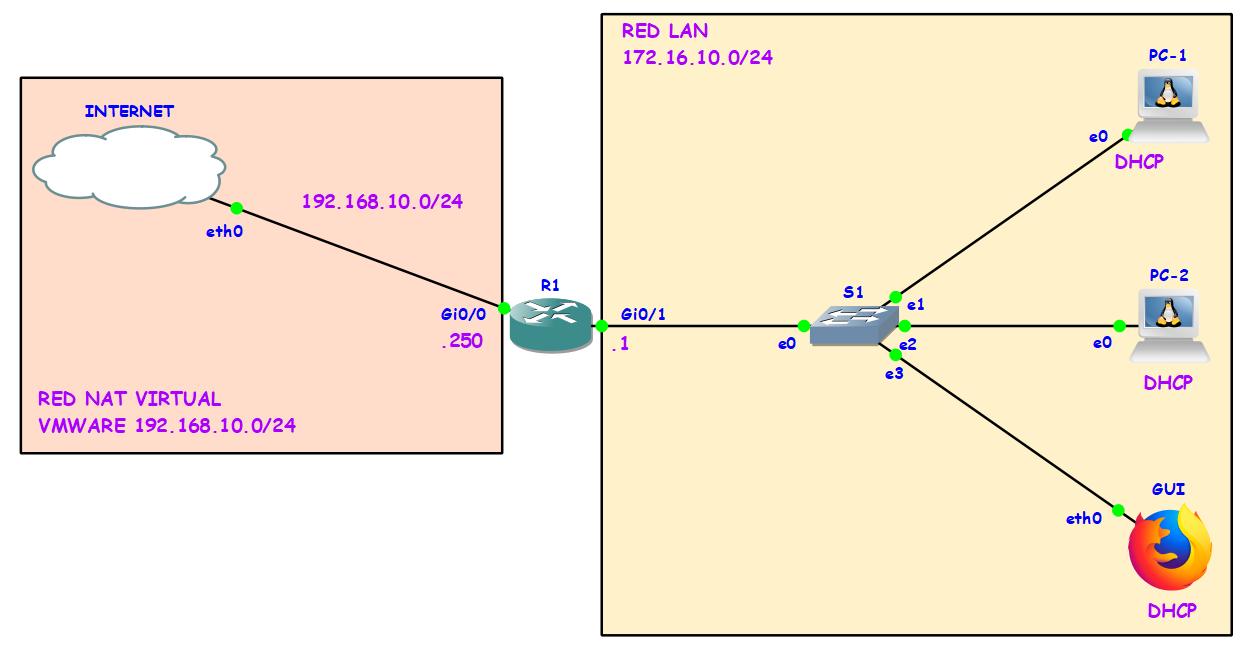 RED LAN
172.16.10.0/24
PC-1
e0
DHCP
INTERNET
192.168.10.0/24
eth0
R1
Gi0/0
.250
Gi0/1
.1
S1
e0
e1
e2
e3
PC-2
e0
DHCP
RED NAT VIRTUAL
VMWARE 192.168.10.0/24
GUI
eth0
DHCP